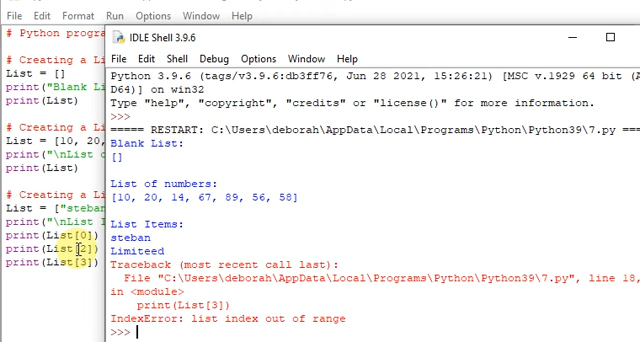 File Edit Format Run Options Window Help
# Python progra
# Creating a Li
List = []
print("Blank Li
print(List)
# Creating a Li
List = [10, 20,
print("\nList o
print(List)
# Creating a Li
List = ["steban
print("\nList I
print(List[0])
print(List[2])
print(List[3])
IDLE Shell 3.9.6
File Edit Shell Debug Options Window Help
Python 3.9.6 (tags/v3.9.6:db3ff76, Jun 28 2021, 15:26:21) [MSC v.1929 64 bit (A
D64)] on win32
Type "help", "copyright", "credits" or "license()" for more information.
>>>
===== RESTART: C:\Users\deborah\AppData\Local\Programs\Python\Python39\7.py ===
Blank List:
[]
List of numbers:
[10, 20, 14, 67, 89, 56, 58]
List Items:
steban
Limiteed
Traceback (most recent call last):
File "C:\Users\deborah\AppData\Local\Programs\Python\Python39\7.py", line 18,
in <module>
print(List[3])
IndexError: list index out of range
>>>